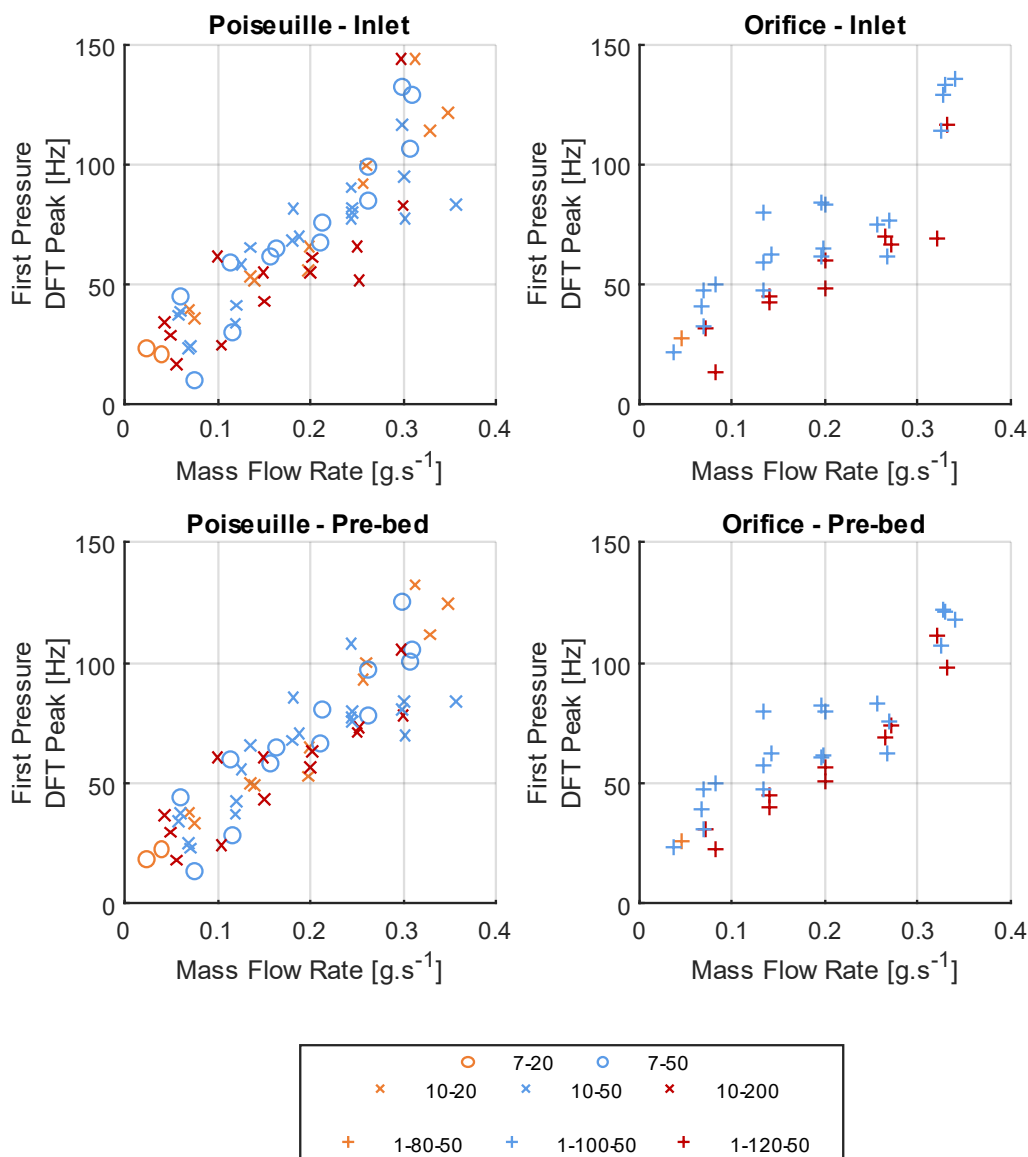 Poiseuille - Inlet
150
100
50
0
0 0.1 0.2 0.3 0.4
First Pressure
DFT Peak [Hz]
Mass Flow Rate [g.s⁻¹]
Orifice - Inlet
150
100
50
0
0 0.1 0.2 0.3 0.4
First Pressure
DFT Peak [Hz]
Mass Flow Rate [g.s⁻¹]
Poiseuille - Pre-bed
150
100
50
0
0 0.1 0.2 0.3 0.4
First Pressure
DFT Peak [Hz]
Mass Flow Rate [g.s⁻¹]
Orifice - Pre-bed
150
100
50
0
0 0.1 0.2 0.3 0.4
First Pressure
DFT Peak [Hz]
Mass Flow Rate [g.s⁻¹]
7-20 7-50
10-20 10-50 10-200
1-80-50 1-100-50 1-120-50